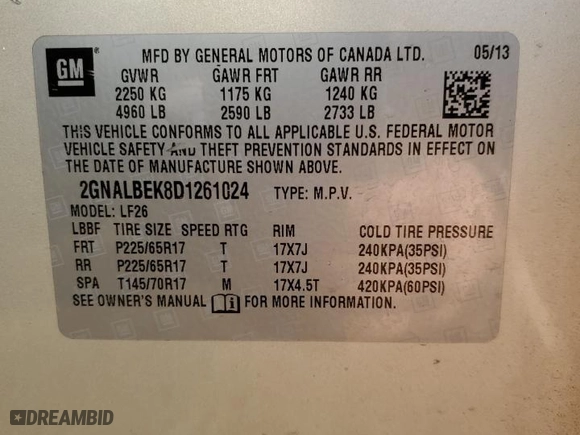 GM MFD BY GENERAL MOTORS OF CANADA LTD. 05/13
GVWR GAWR FRT GAWR RR
2250 KG 1175 KG 1240 KG
4960 LB 2590 LB 2733 LB
THIS VEHICLE CONFORMS TO ALL APPLICABLE U.S. FEDERAL MOTOR
VEHICLE SAFETY AND THEFT PREVENTION STANDARDS IN EFFECT ON
THE DATE OF MANUFACTURE SHOWN ABOVE.
2GNALBEK8D1261024 TYPE: M.P.V.
MODEL: LF26
LBBF TIRE SIZE SPEED RTG RIM COLD TIRE PRESSURE
FRT P225/65R17 T 17X7J 240KPA(35PSI)
RR P225/65R17 T 17X7J 240KPA(35PSI)
SPA T145/70R17 M 17X4.5T 420KPA(60PSI)
SEE OWNER'S MANUAL i FOR MORE INFORMATION.
DREAMBID